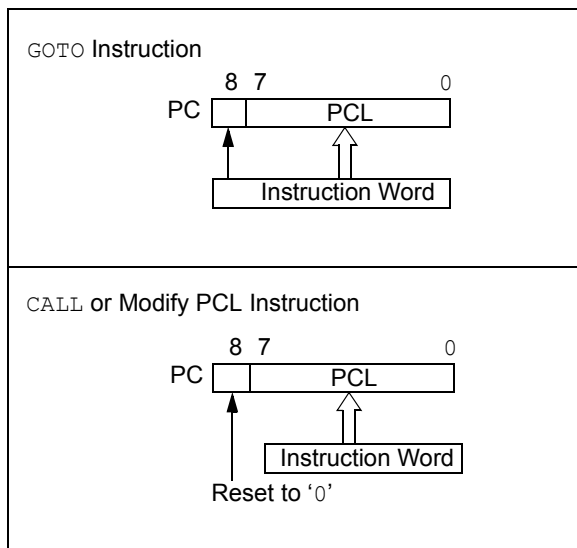 GOTO Instruction
8 7 0
PC PCL
Instruction Word
CALL or Modify PCL Instruction
8 7 0
PC PCL
Instruction Word
Reset to ‘0’